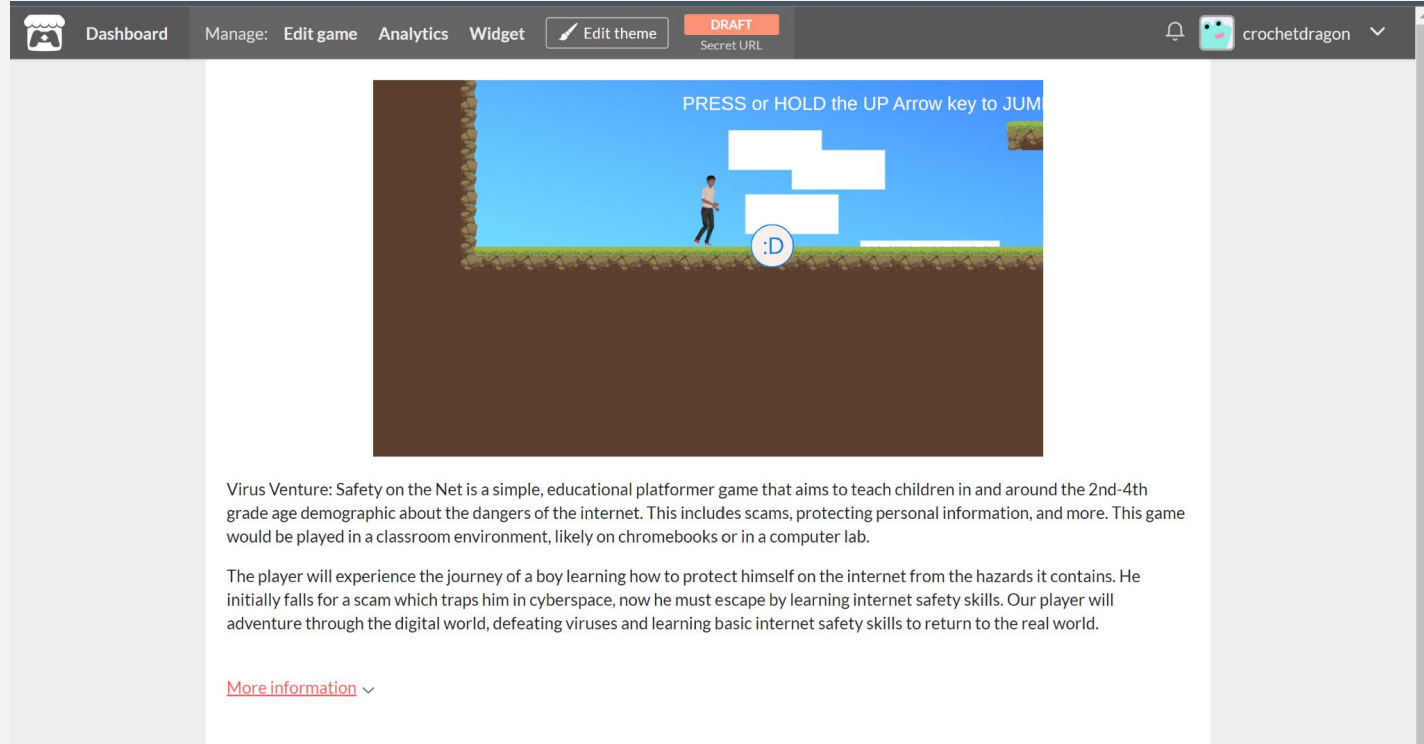 Dashboard Manage: Edit game Analytics Widget Edit theme DRAFT crochetdragon
Secret URL
PRESS or HOLD the UP Arrow key to JUM
:D
Virus Venture: Safety on the Net is a simple, educational platformer game that aims to teach children in and around the 2nd-4th
grade age demographic about the dangers of the internet. This includes scams, protecting personal information, and more. This game
would be played in a classroom environment, likely on chromebooks or in a computer lab.
The player will experience the journey of a boy learning how to protect himself on the internet from the hazards it contains. He
initially falls for a scam which traps him in cyberspace, now he must escape by learning internet safety skills. Our player will
adventure through the digital world, defeating viruses and learning basic internet safety skills to return to the real world.
More information